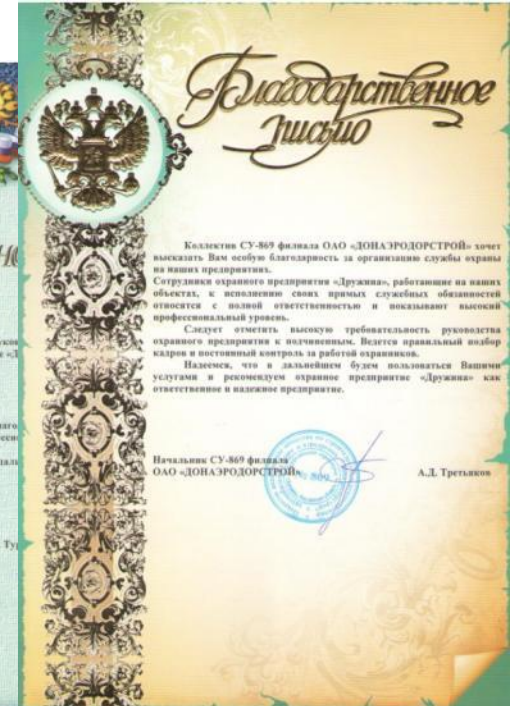 Благодарственное
письмо
Коллектив СУ-869 филиала ОАО «ДОНАЭРОДОРСТРОЙ» хочет
высказать Вам особую благодарность за организацию службы охраны
на наших предприятиях.
Сотрудники охранного предприятия «Дружина», работающие на наших
объектах, к исполнению своих прямых служебных обязанностей
относятся с полной ответственностью и показывают высокий
профессиональный уровень.
Следует отметить высокую требовательность руководства
охранного предприятия к подчиненным. Ведется правильный подбор
кадров и постоянный контроль за работой охранников.
Надеемся, что в дальнейшем будем пользоваться Вашими
услугами и рекомендуем охранное предприятие «Дружина» как
ответственное и надежное предприятие.
Начальник СУ-869 филиала
ОАО «ДОНАЭРОДОРСТРОЙ»
А.Д. Третьяков